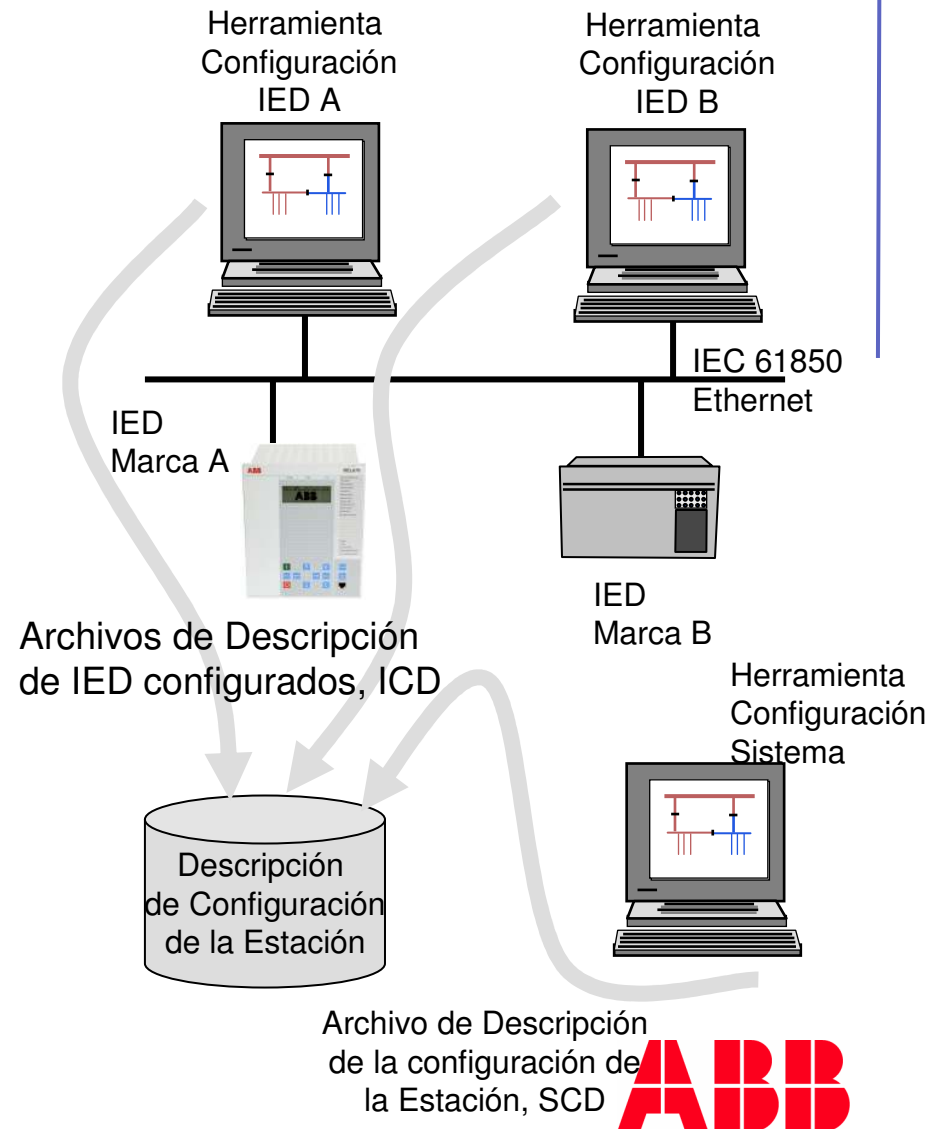 Herramienta
Configuración
IED A
Herramienta
Configuración
IED B
IEC 61850
Ethernet
IED
Marca A
ABB
ABB
IED
Marca B
Archivos de Descripción
de IED configurados, ICD
Herramienta
Configuración
Sistema
Descripción
de Configuración
de la Estación
Archivo de Descripción
de la configuración de
la Estación, SCD
ABB